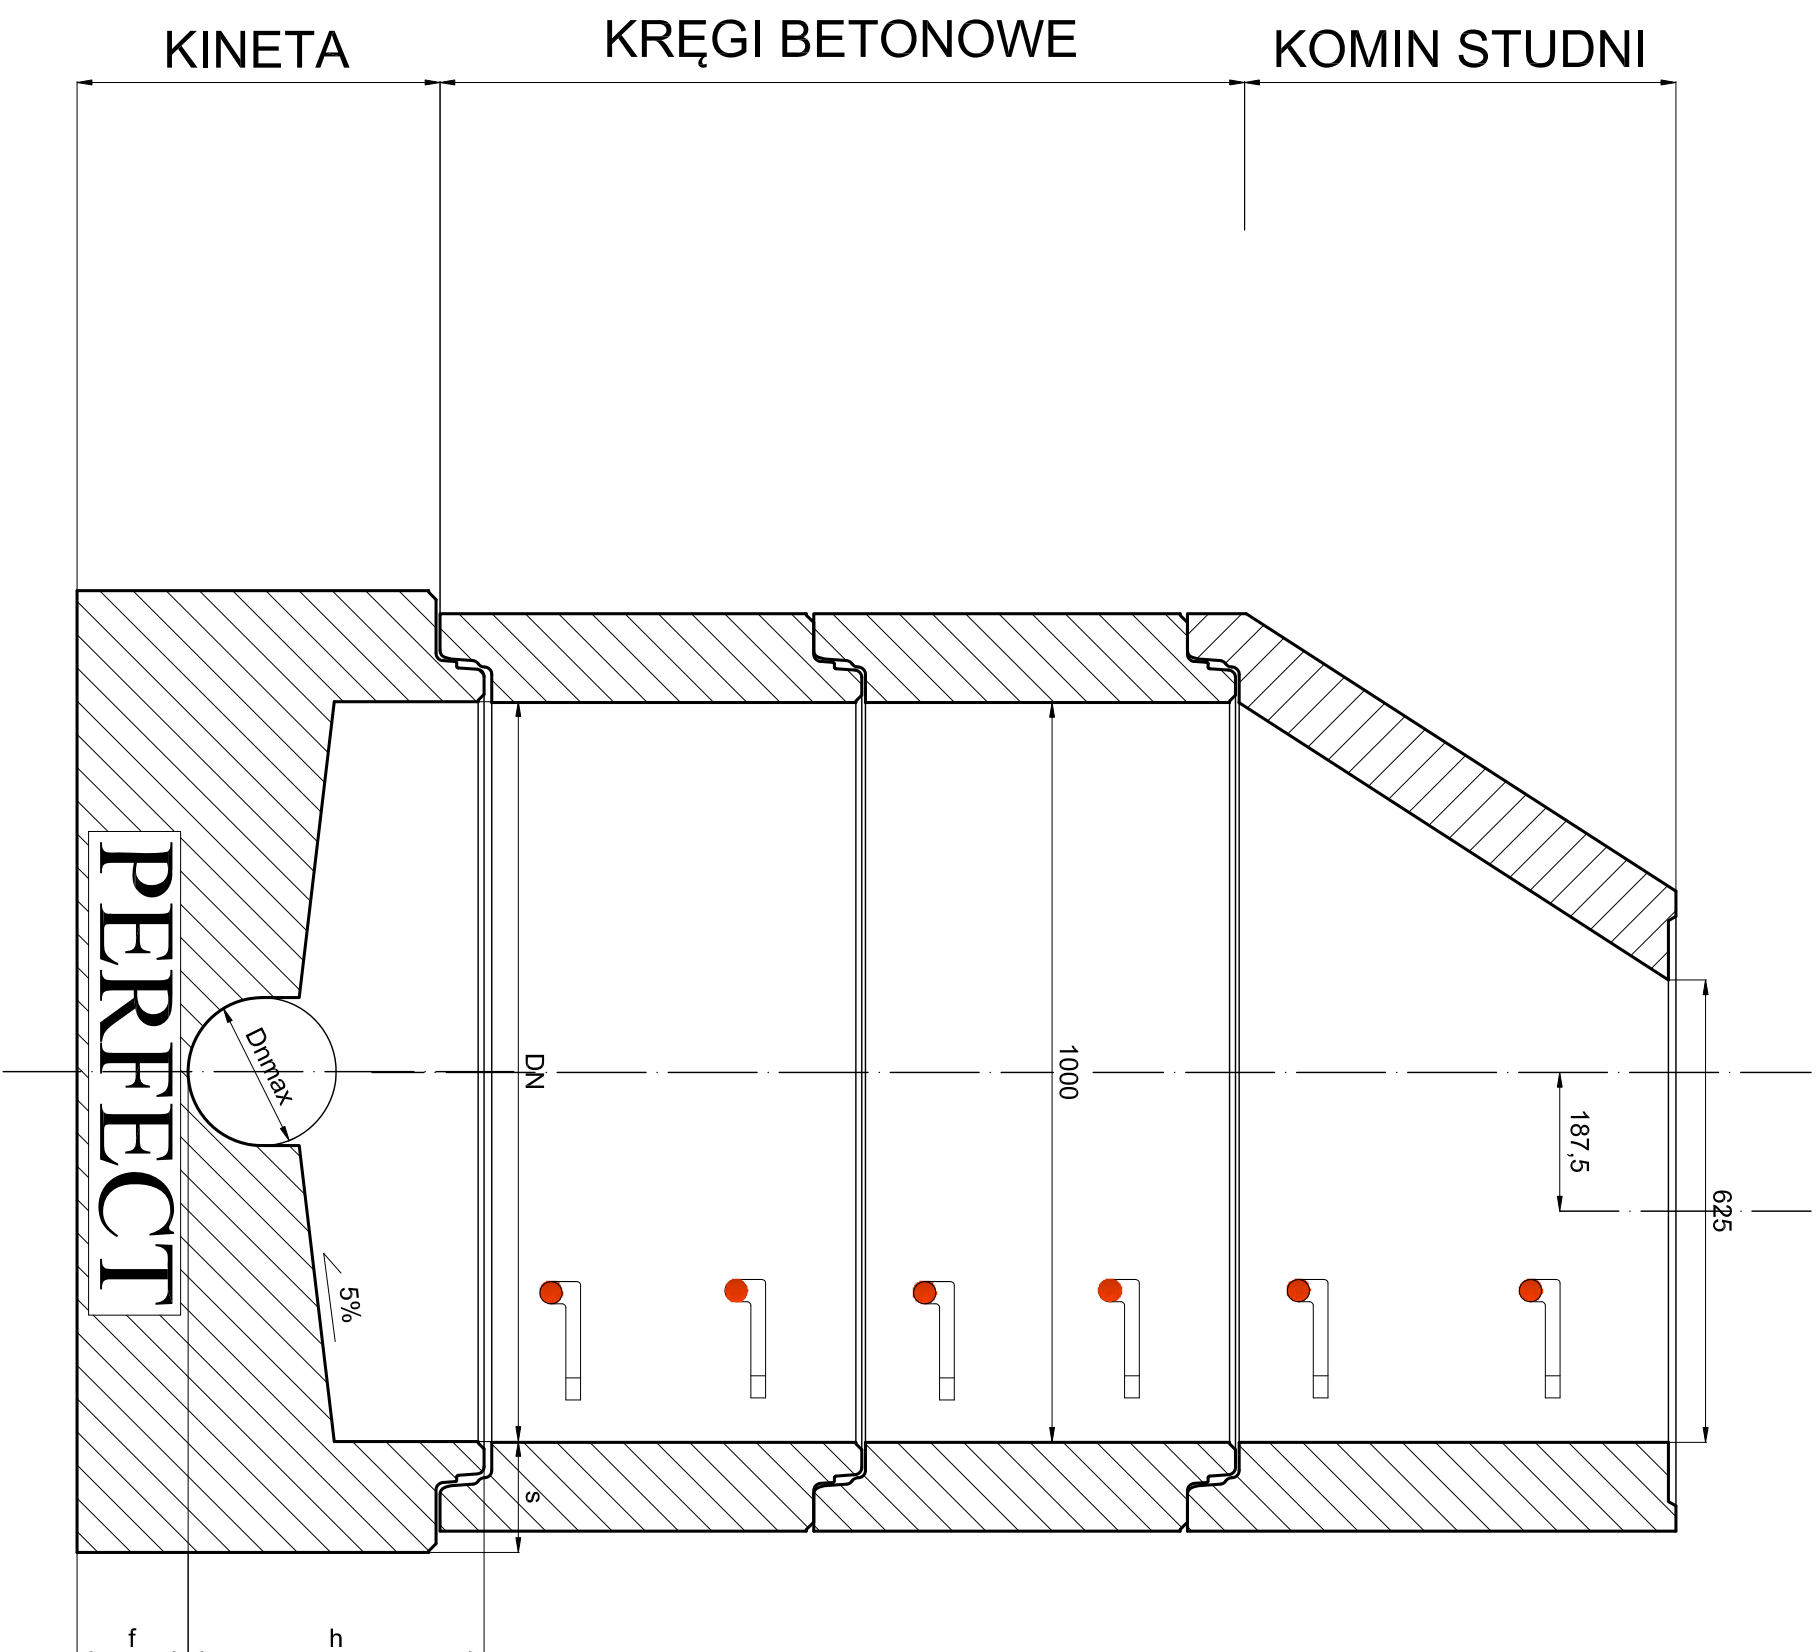 KINETA
KRĘGI BETONOWE
KOMIN STUDNI
PERFECT
Dnmax
DN
1000
187,5
625
5%
s
f
h